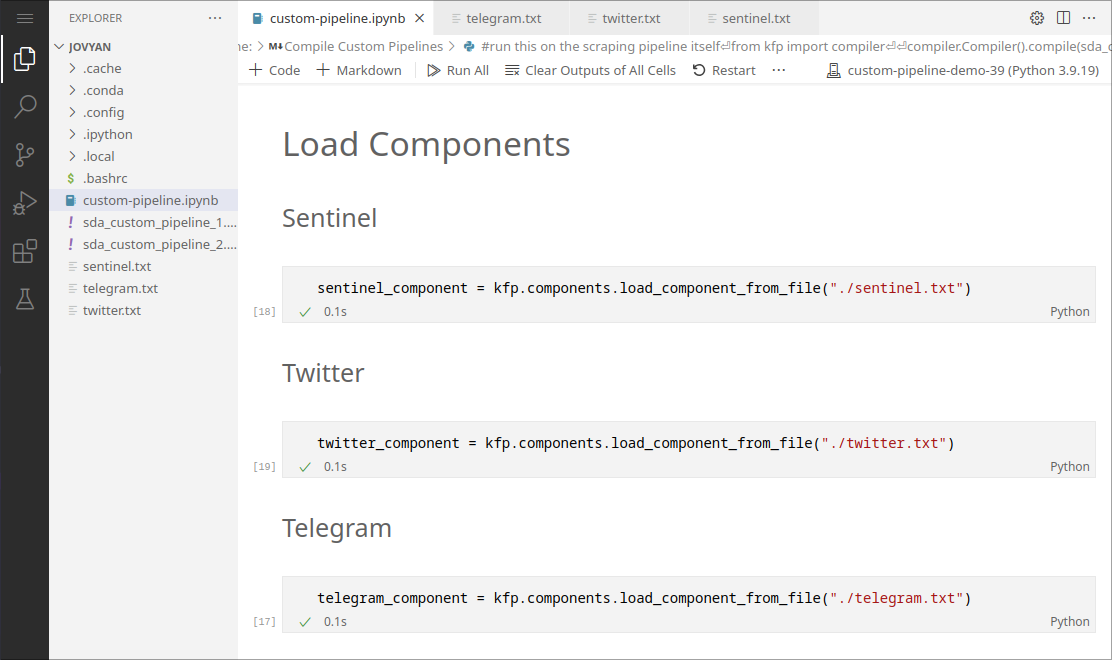 EXPLORER
JOVYAN
.cache
.conda
.config
.ipython
.local
$ .bashrc
custom-pipeline.ipynb
! sda_custom_pipeline_1....
! sda_custom_pipeline_2....
sentinel.txt
telegram.txt
twitter.txt
custom-pipeline.ipynb telegram.txt twitter.txt sentinel.txt
ne: > M↓Compile Custom Pipelines > #run this on the scraping pipeline itself⏎from kfp import compiler⏎⏎compiler.Compiler().compile(sda_c
+ Code + Markdown Run All Clear Outputs of All Cells Restart ··· custom-pipeline-demo-39 (Python 3.9.19)
Load Components
Sentinel
sentinel_component = kfp.components.load_component_from_file("./sentinel.txt")
[18] ✓ 0.1s Python
Twitter
twitter_component = kfp.components.load_component_from_file("./twitter.txt")
[19] ✓ 0.1s Python
Telegram
telegram_component = kfp.components.load_component_from_file("./telegram.txt")
[17] ✓ 0.1s Python